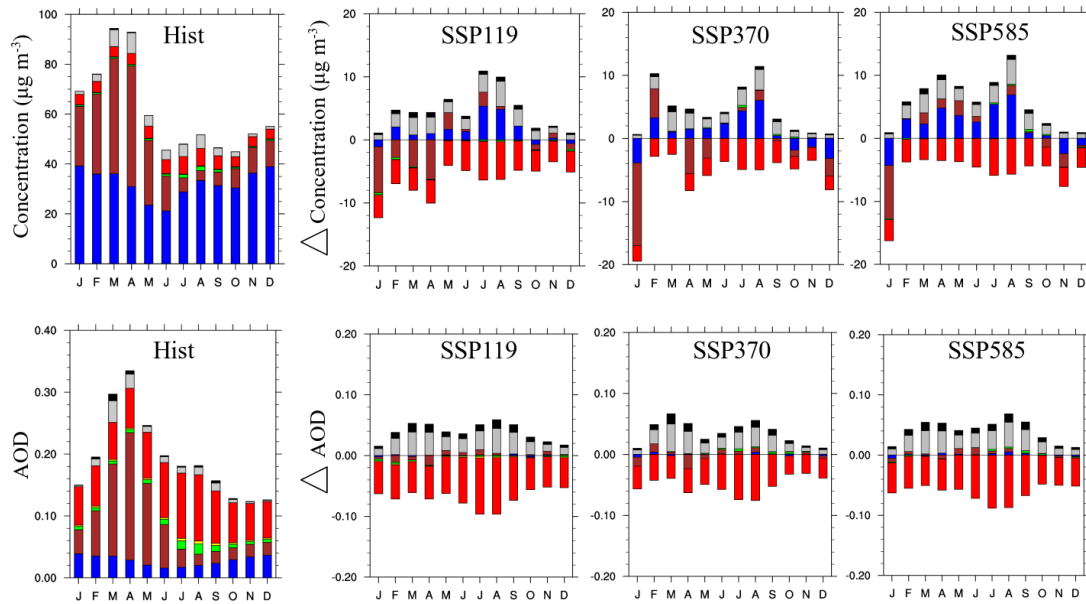 Concentration (μg m⁻³)
100
80
60
40
20
0
Hist
J F M A M J J A S O N D
△ Concentration (μg m⁻³)
20
10
0
-10
-20
SSP119
J F M A M J J A S O N D
20
10
0
-10
-20
SSP370
J F M A M J J A S O N D
20
10
0
-10
-20
SSP585
J F M A M J J A S O N D
AOD
0.40
0.30
0.20
0.10
0.00
Hist
J F M A M J J A S O N D
△ AOD
0.20
0.10
0.00
-0.10
-0.20
SSP119
J F M A M J J A S O N D
0.20
0.10
0.00
-0.10
-0.20
SSP370
J F M A M J J A S O N D
0.20
0.10
0.00
-0.10
-0.20
SSP585
J F M A M J J A S O N D